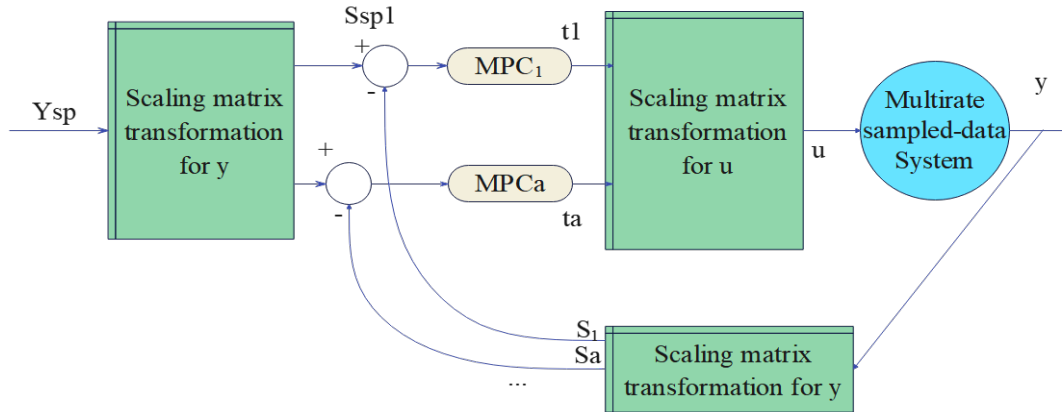 Ssp1
t1
y
+
MPC₁
-
Ysp
Scaling matrix
transformation
for y
Scaling matrix
transformation
for u
u
Multirate
sampled-data
System
+
MPCa
-
ta
S₁
Sa
...
Scaling matrix
transformation for y